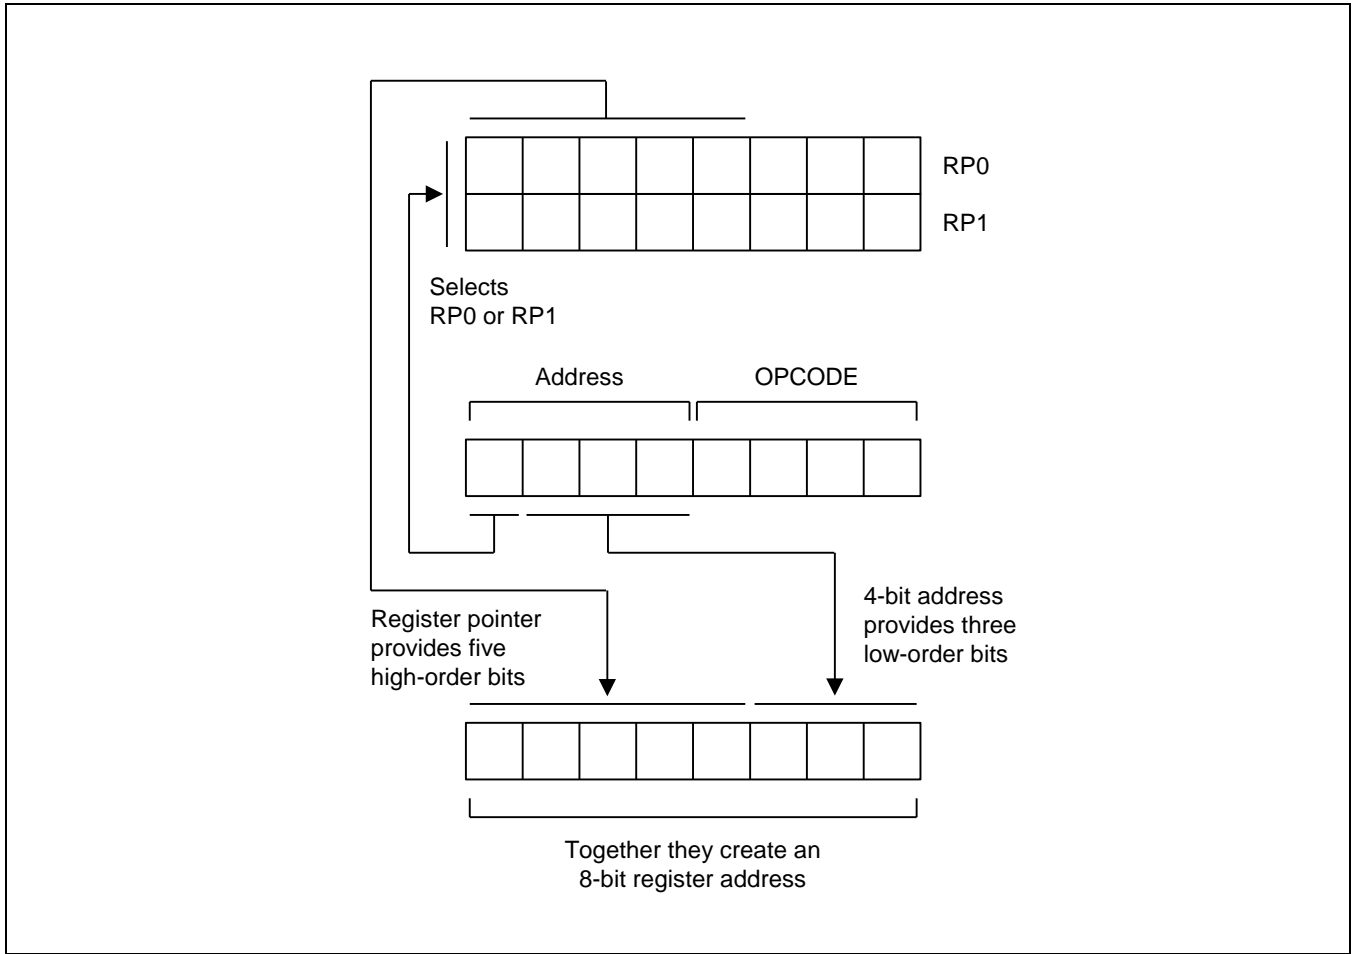 RP0
RP1
Selects
RP0 or RP1
Address
OPCODE
Register pointer
provides five
high-order bits
4-bit address
provides three
low-order bits
Together they create an
8-bit register address